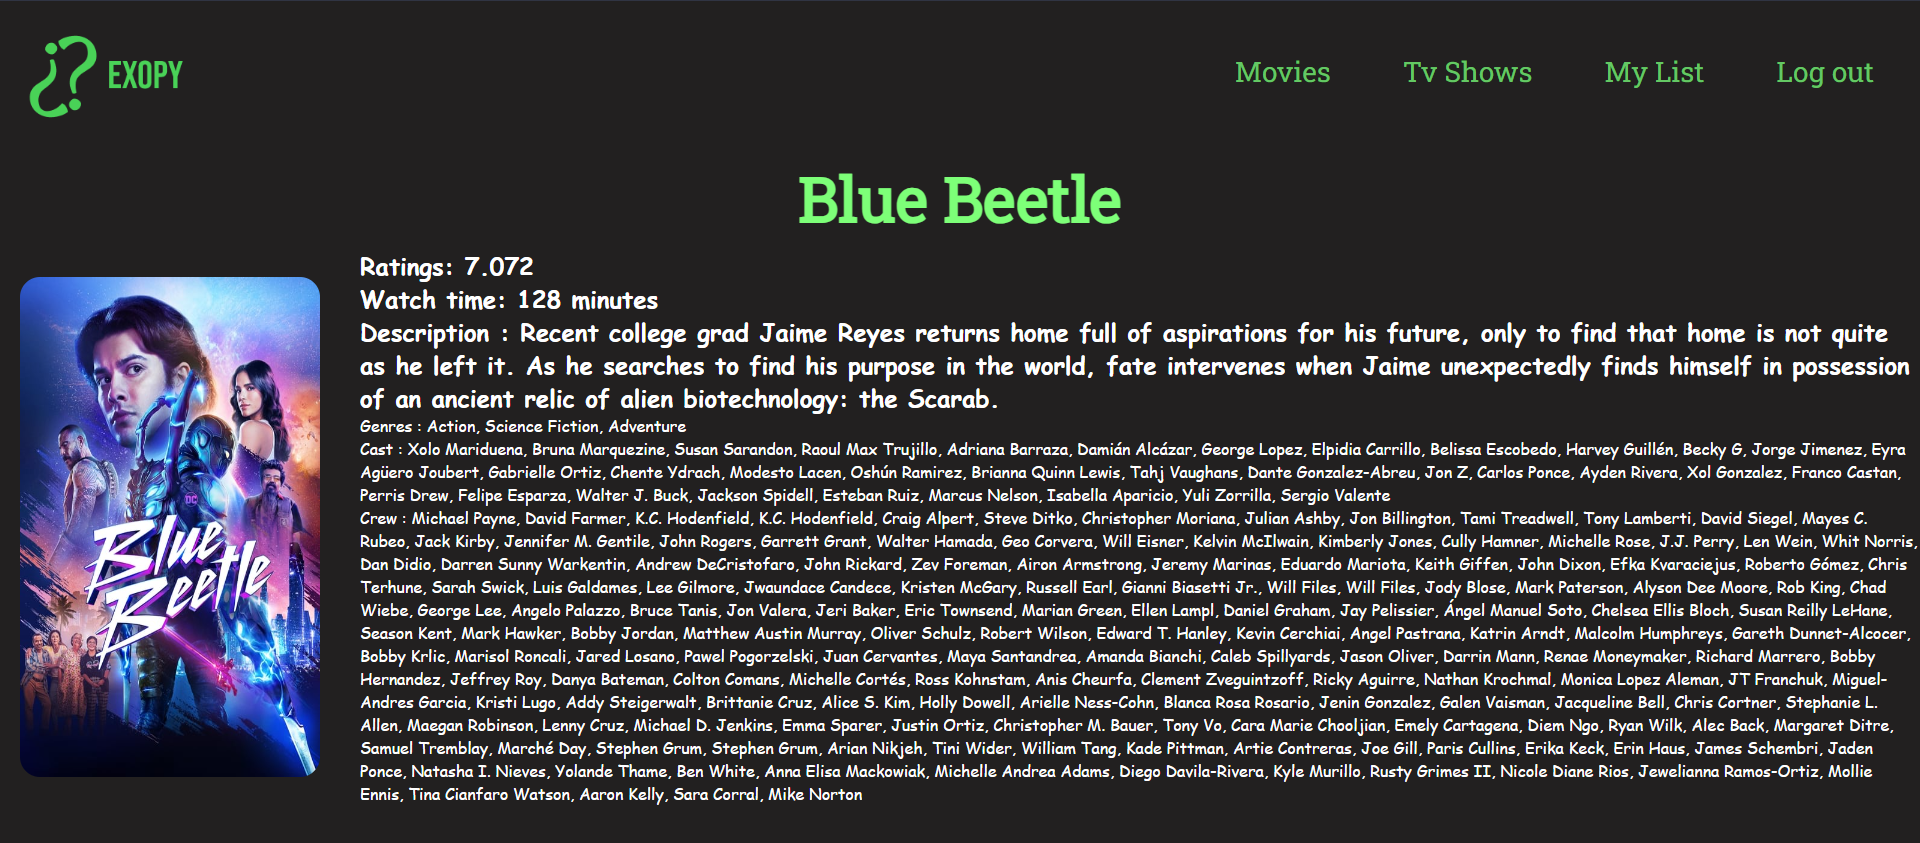 EXOPY
Movies
Tv Shows
My List
Log out
Blue Beetle
Ratings: 7.072
Watch time: 128 minutes
Description : Recent college grad Jaime Reyes returns home full of aspirations for his future, only to find that home is not quite
as he left it. As he searches to find his purpose in the world, fate intervenes when Jaime unexpectedly finds himself in possession
of an ancient relic of alien biotechnology: the Scarab.
Genres : Action, Science Fiction, Adventure
Cast : Xolo Mariduena, Bruna Marquezine, Susan Sarandon, Raoul Max Trujillo, Adriana Barraza, Damián Alcázar, George Lopez, Elpidia Carrillo, Belissa Escobedo, Harvey Guillén, Becky G, Jorge Jimenez, Eyra
Agüero Joubert, Gabrielle Ortiz, Chente Ydrach, Modesto Lacen, Oshún Ramirez, Brianna Quinn Lewis, Tahj Vaughans, Dante Gonzalez-Abreu, Jon Z, Carlos Ponce, Ayden Rivera, Xol Gonzalez, Franco Castan,
Perris Drew, Felipe Esparza, Walter J. Buck, Jackson Spidell, Esteban Ruiz, Marcus Nelson, Isabella Aparicio, Yuli Zorrilla, Sergio Valente
Crew : Michael Payne, David Farmer, K.C. Hodenfield, K.C. Hodenfield, Craig Alpert, Steve Ditko, Christopher Moriana, Julian Ashby, Jon Billington, Tami Treadwell, Tony Lamberti, David Siegel, Mayes C.
Rubeo, Jack Kirby, Jennifer M. Gentile, John Rogers, Garrett Grant, Walter Hamada, Geo Corvera, Will Eisner, Kelvin McIlwain, Kimberly Jones, Cully Hamner, Michelle Rose, J.J. Perry, Len Wein, Whit Norris,
Dan Didio, Darren Sunny Warkentin, Andrew DeCristofaro, John Rickard, Zev Foreman, Airon Armstrong, Jeremy Marinas, Eduardo Mariota, Keith Giffen, John Dixon, Efka Kvaraciejus, Roberto Gómez, Chris
Terhune, Sarah Swick, Luis Galdames, Lee Gilmore, Jwaundace Candece, Kristen McGary, Russell Earl, Gianni Biasetti Jr., Will Files, Will Files, Jody Blose, Mark Paterson, Alyson Dee Moore, Rob King, Chad
Wiebe, George Lee, Angelo Palazzo, Bruce Tanis, Jon Valera, Jeri Baker, Eric Townsend, Marian Green, Ellen Lampl, Daniel Graham, Jay Pelissier, Ángel Manuel Soto, Chelsea Ellis Bloch, Susan Reilly LeHane,
Season Kent, Mark Hawker, Bobby Jordan, Matthew Austin Murray, Oliver Schulz, Robert Wilson, Edward T. Hanley, Kevin Cerchiai, Angel Pastrana, Katrin Arndt, Malcolm Humphreys, Gareth Dunnet-Alcocer,
Bobby Krlic, Marisol Roncali, Jared Losano, Pawel Pogorzelski, Juan Cervantes, Maya Santandrea, Amanda Bianchi, Caleb Spillyards, Jason Oliver, Darrin Mann, Renae Moneymaker, Richard Marrero, Bobby
Hernandez, Jeffrey Roy, Danya Bateman, Colton Comans, Michelle Cortés, Ross Kohnstam, Anis Cheurfa, Clement Zveguintzoff, Ricky Aguirre, Nathan Krochmal, Monica Lopez Aleman, JT Franchuk, Miguel-
Andres Garcia, Kristi Lugo, Addy Steigerwalt, Brittanie Cruz, Alice S. Kim, Holly Dowell, Arielle Ness-Cohn, Blanca Rosa Rosario, Jenin Gonzalez, Galen Vaisman, Jacqueline Bell, Chris Cortner, Stephanie L.
Allen, Maegan Robinson, Lenny Cruz, Michael D. Jenkins, Emma Sparer, Justin Ortiz, Christopher M. Bauer, Tony Vo, Cara Marie Chooljian, Emely Cartagena, Diem Ngo, Ryan Wilk, Alec Back, Margaret Ditre,
Samuel Tremblay, Marché Day, Stephen Grum, Stephen Grum, Arian Nikjeh, Tini Wider, William Tang, Kade Pittman, Artie Contreras, Joe Gill, Paris Cullins, Erika Keck, Erin Haus, James Schembri, Jaden
Ponce, Natasha I. Nieves, Yolande Thame, Ben White, Anna Elisa Mackowiak, Michelle Andrea Adams, Diego Davila-Rivera, Kyle Murillo, Rusty Grimes II, Nicole Diane Rios, Jewelianna Ramos-Ortiz, Mollie
Ennis, Tina Cianfaro Watson, Aaron Kelly, Sara Corral, Mike Norton
DC
Blue
Beetle